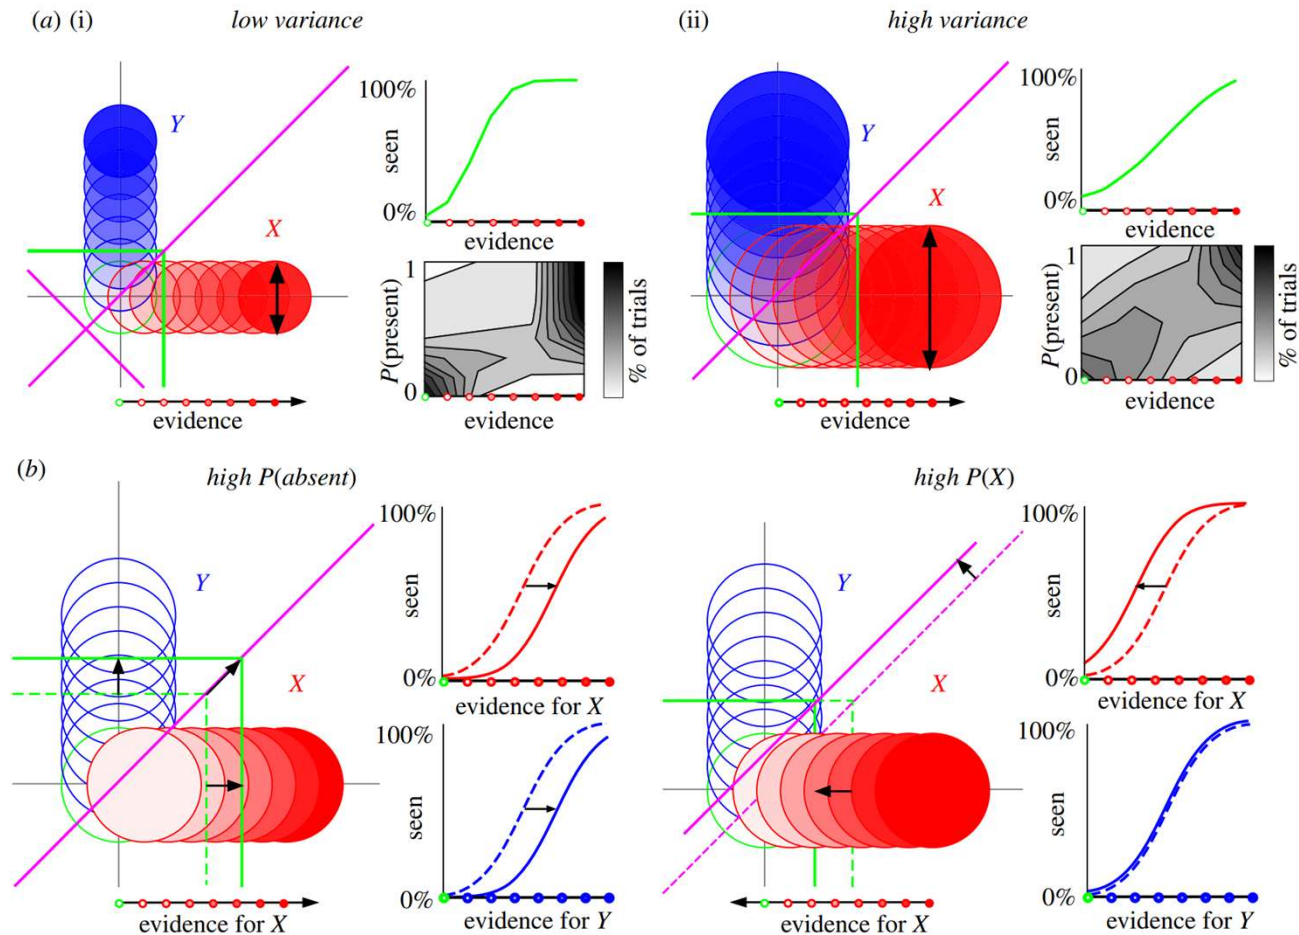 (a) (i) low variance
(ii) high variance
Y
X
100%
seen
0%
evidence
1
P(present)
0
evidence
% of trials
evidence
Y
X
100%
seen
0%
evidence
1
P(present)
0
evidence
% of trials
evidence
(b) high P(absent)
high P(X)
Y
X
100%
seen
0%
evidence for X
100%
seen
0%
evidence for Y
evidence for X
Y
X
100%
seen
0%
evidence for X
100%
seen
0%
evidence for Y
evidence for X